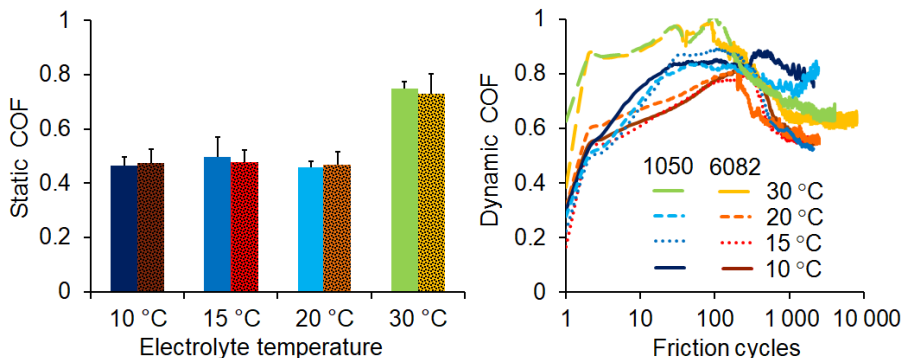 Static COF
1
0.8
0.6
0.4
0.2
0
10 °C 15 °C 20 °C 30 °C
Electrolyte temperature
Dynamic COF
1
0.8
0.6
0.4
0.2
0
1050 6082
30 °C
20 °C
15 °C
10 °C
1 10 100 1 000 10 000
Friction cycles